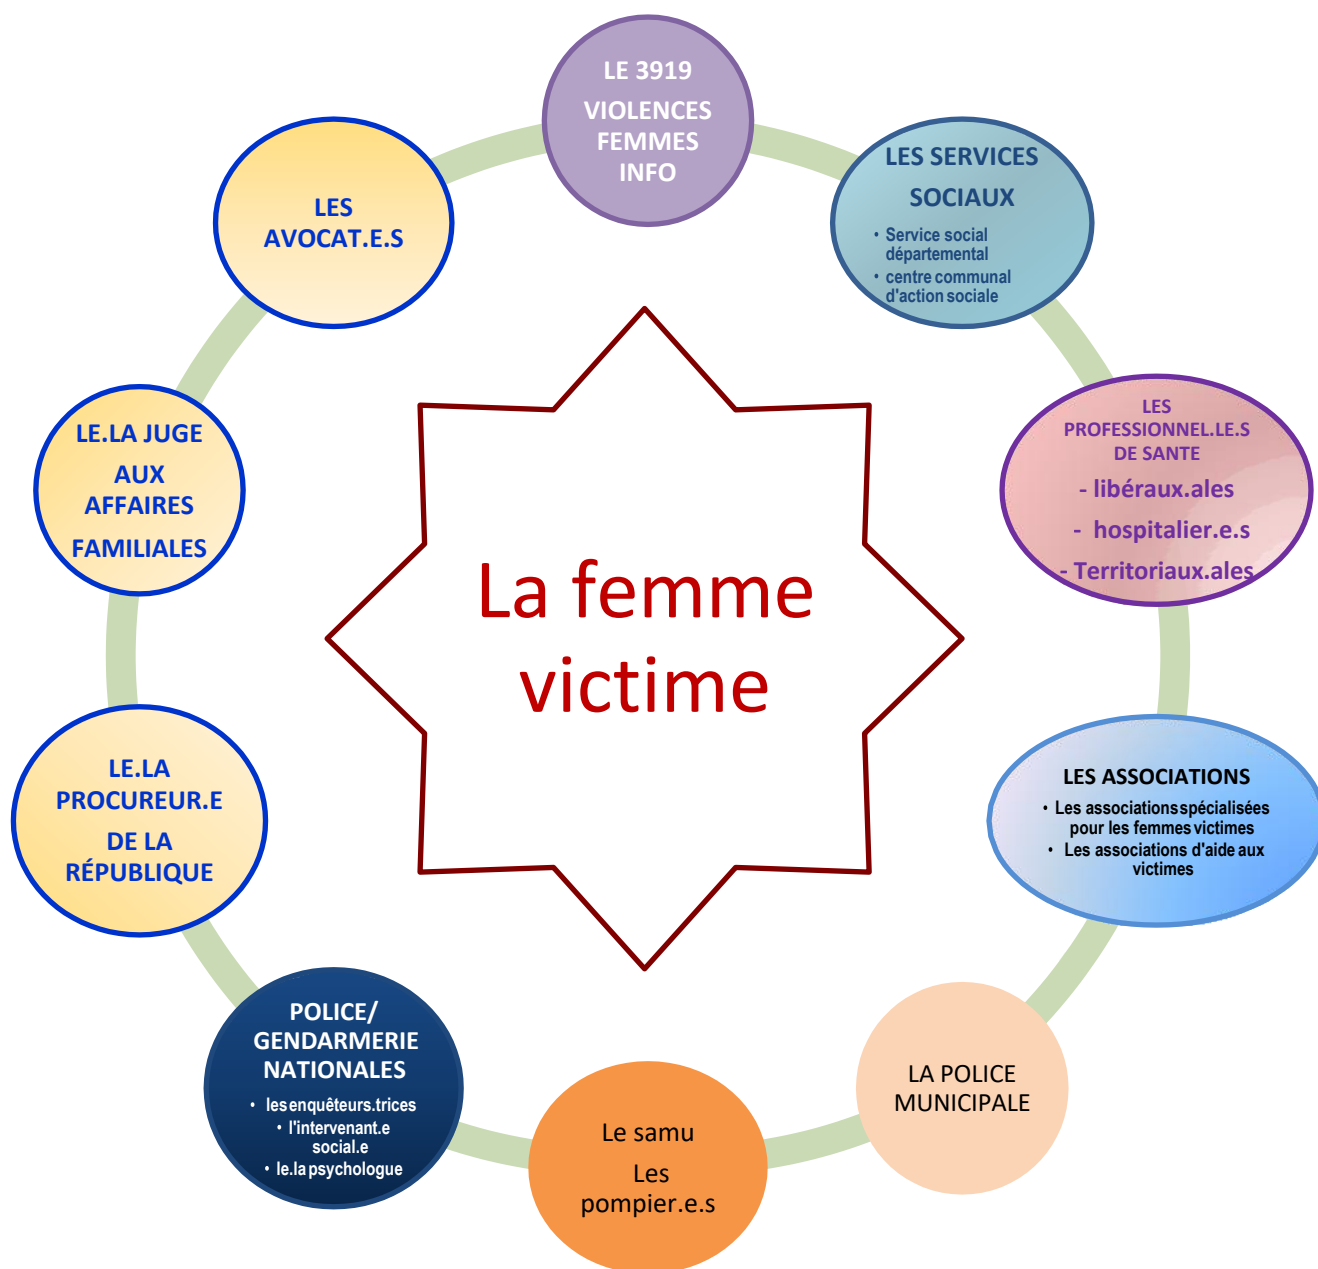 LE 3919
VIOLENCES
FEMMES
INFO
LES SERVICES
SOCIAUX
• Service social
départemental
• centre communal
d'action sociale
LES
PROFESSIONNEL.LE.S
DE SANTE
- libéraux.ales
- hospitalier.e.s
- Territoriaux.ales
LES ASSOCIATIONS
• Les associations spécialisées
pour les femmes victimes
• Les associations d'aide aux
victimes
LA POLICE
MUNICIPALE
Le samu
Les
pompier.e.s
POLICE/
GENDARMERIE
NATIONALES
• les enquêteurs.trices
• l'intervenant.e
social.e
• le.la psychologue
LE.LA
PROCUREUR.E
DE LA
RÉPUBLIQUE
LE.LA JUGE
AUX
AFFAIRES
FAMILIALES
LES
AVOCAT.E.S
La femme
victime